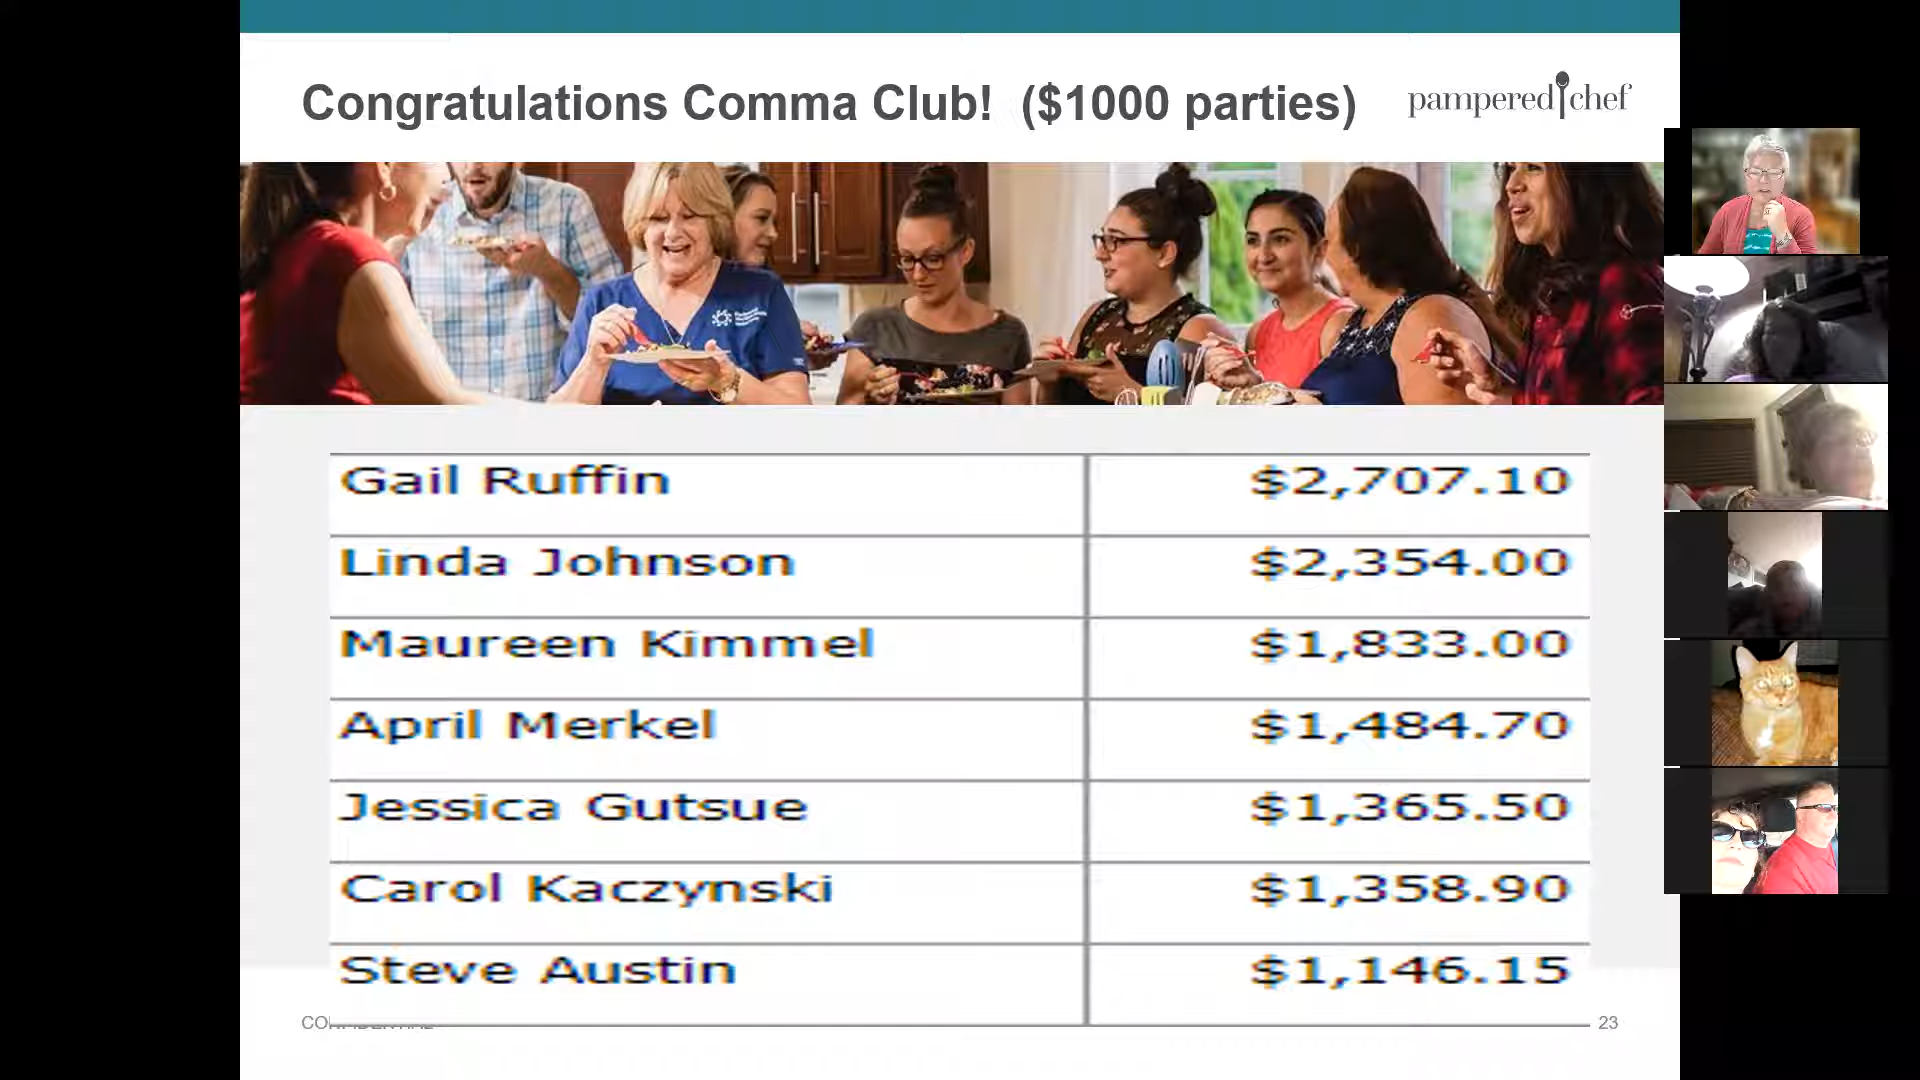 Congratulations Comma Club! ($1000 parties)
pampered chef
Gail Ruffin $2,707.10
Linda Johnson $2,354.00
Maureen Kimmel $1,833.00
April Merkel $1,484.70
Jessica Gutsue $1,365.50
Carol Kaczynski $1,358.90
Steve Austin $1,146.15
23